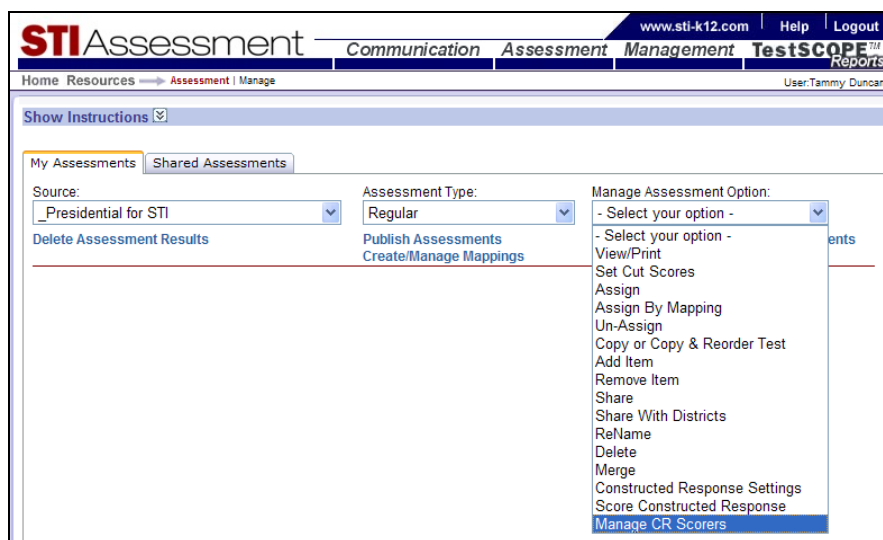 www.sti-k12.com Help Logout
STIAssessment
Communication Assessment Management TestSCOPE™
Reports
Home Resources Assessment | Manage
User:Tammy Duncan
Show Instructions
My Assessments Shared Assessments
Source: Assessment Type: Manage Assessment Option:
_Presidential for STI Regular - Select your option -
Delete Assessment Results Publish Assessments ents
Create/Manage Mappings
- Select your option -
View/Print
Set Cut Scores
Assign
Assign By Mapping
Un-Assign
Copy or Copy & Reorder Test
Add Item
Remove Item
Share
Share With Districts
ReName
Delete
Merge
Constructed Response Settings
Score Constructed Response
Manage CR Scorers